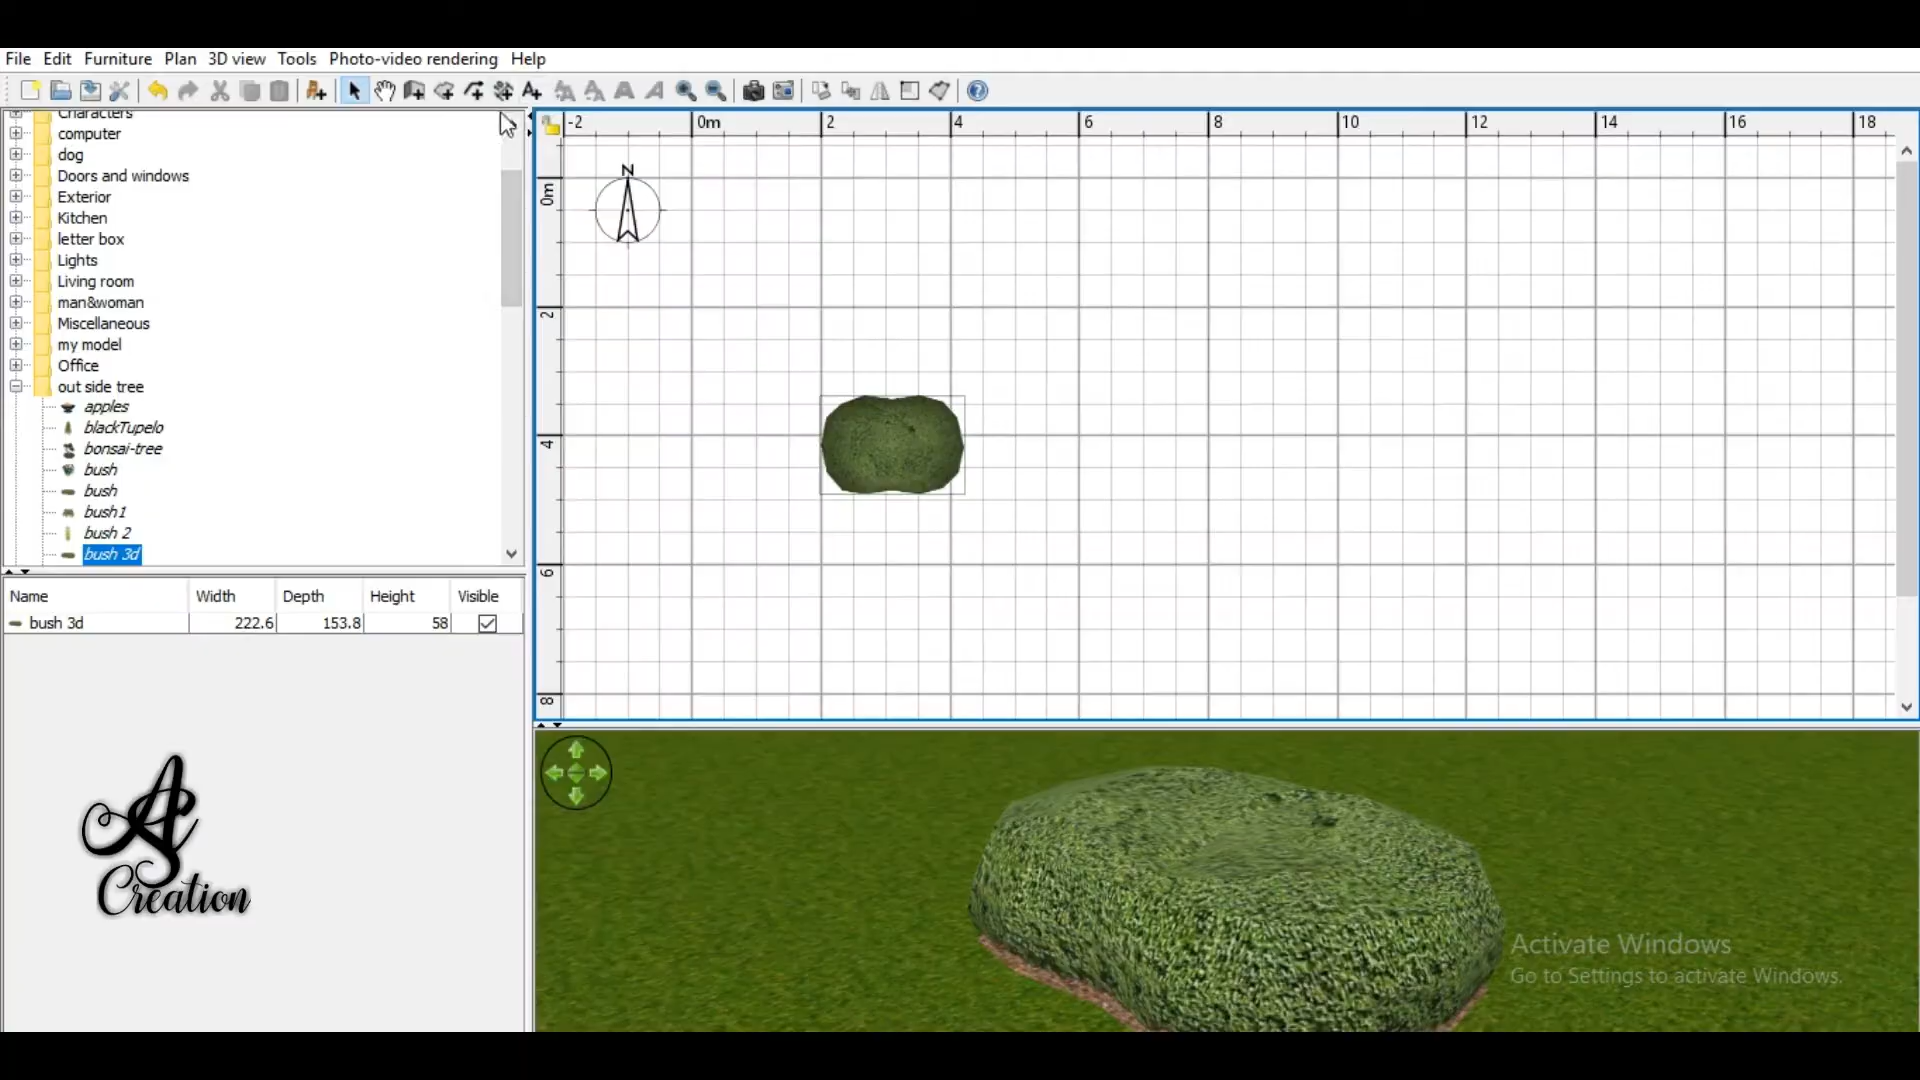 File Edit Furniture Plan 3D view Tools Photo-video rendering Help
Characters
computer
dog
Doors and windows
Exterior
Kitchen
letter box
Lights
Living room
man&woman
Miscellaneous
my model
Office
out side tree
apples
blackTupelo
bonsai-tree
bush
bush
bush1
bush 2
bush 3d
Name Width Depth Height Visible
bush 3d 222.6 153.8 58
-2 0m 2 4 6 8 10 12 14 16 18
0m
2
4
6
8
N
AS
Creation
Activate Windows
Go to Settings to activate Windows.